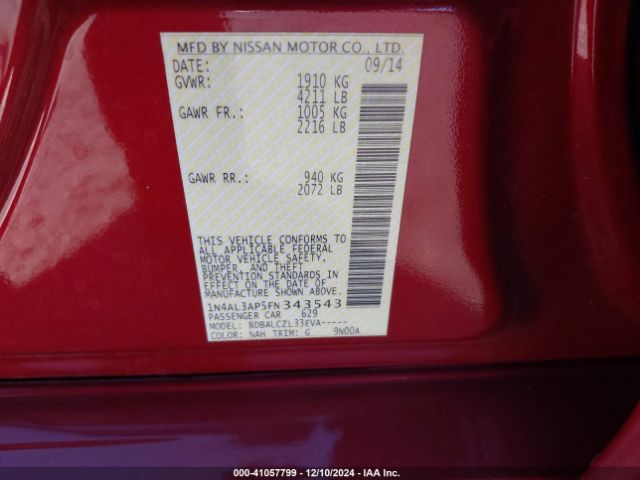 MFD BY NISSAN MOTOR CO., LTD.
DATE: 09/14
GVWR: 1910 KG
4211 LB
GAWR FR.: 1005 KG
2216 LB
GAWR RR.: 940 KG
2072 LB
THIS VEHICLE CONFORMS TO
ALL APPLICABLE FEDERAL
MOTOR VEHICLE SAFETY,
BUMPER, AND THEFT
PREVENTION STANDARDS IN
EFFECT ON THE DATE OF
MANUFACTURE SHOWN ABOVE.
1N4AL3AP5FN343543
PASSENGER CAR 629
MODEL: BDBALCZL33EVA-----
COLOR: NAH TRIM: G 9N00A
000-41057799 - 12/10/2024 - IAA Inc.